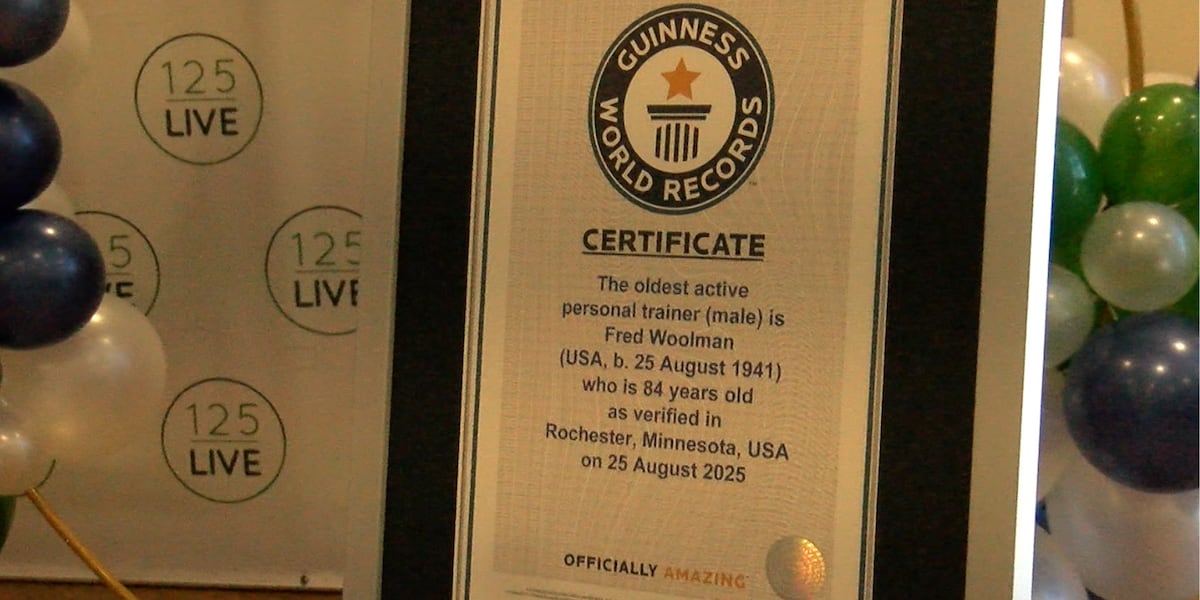 125
LIVE
125
LIVE
125
LIVE
GUINNESS
WORLD RECORDS
CERTIFICATE
The oldest active
personal trainer (male) is
Fred Woolman
(USA, b. 25 August 1941)
who is 84 years old
as verified in
Rochester, Minnesota, USA
on 25 August 2025
OFFICIALLY AMAZING